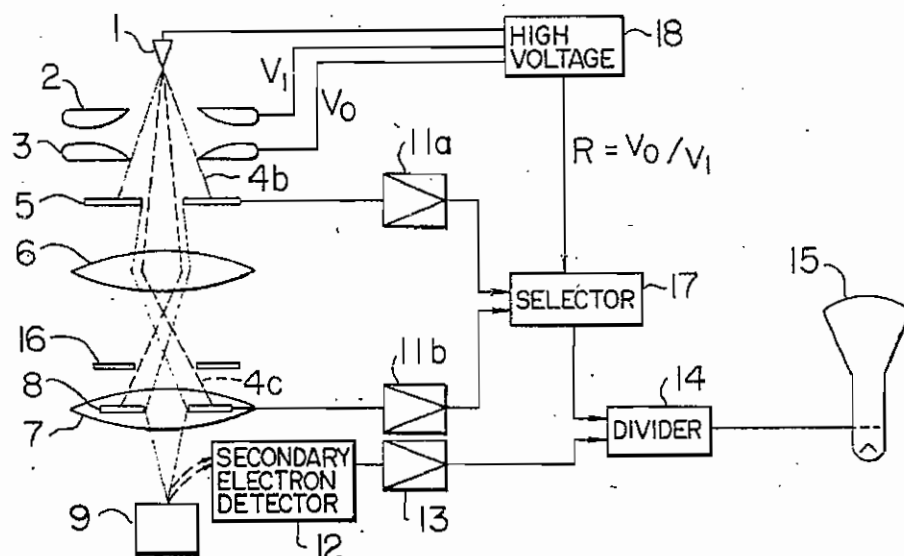 1
HIGH
VOLTAGE
18
2
V1
V0
3
11a
R = V0/V1
4b
5
6
15
SELECTOR
17
16
11b
4c
14
8
7
DIVIDER
SECONDARY
ELECTRON
DETECTOR
9
12
13